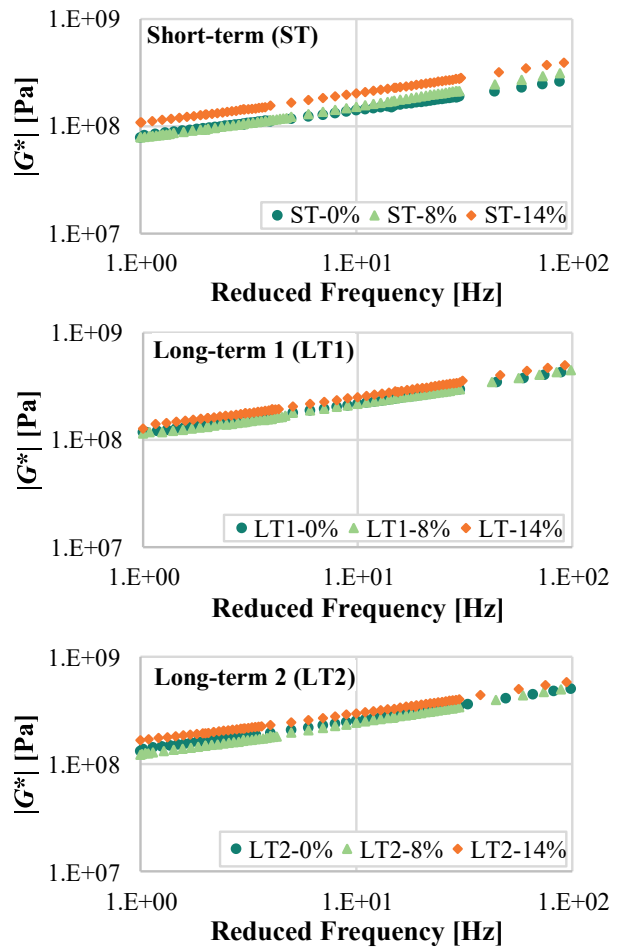 Short-term (ST)
1.E+09
1.E+08
1.E+07
|G*| [Pa]
ST-0% ST-8% ST-14%
1.E+00 1.E+01 1.E+02
Reduced Frequency [Hz]
Long-term 1 (LT1)
1.E+09
1.E+08
1.E+07
|G*| [Pa]
LT1-0% LT1-8% LT-14%
1.E+00 1.E+01 1.E+02
Reduced Frequency [Hz]
Long-term 2 (LT2)
1.E+09
1.E+08
1.E+07
|G*| [Pa]
LT2-0% LT2-8% LT2-14%
1.E+00 1.E+01 1.E+02
Reduced Frequency [Hz]